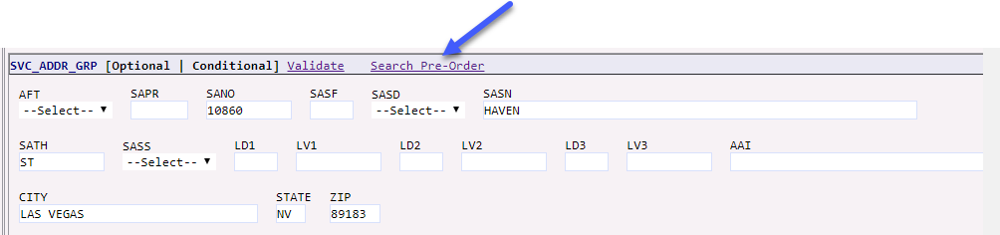 SVC_ADDR_GRP [Optional | Conditional] Validate Search Pre-Order
AFT SAPR SANO SASF SASD SASN
--Select-- 10860 --Select-- HAVEN
SATH SASS LD1 LV1 LD2 LV2 LD3 LV3 AAI
ST --Select--
CITY STATE ZIP
LAS VEGAS NV 89183